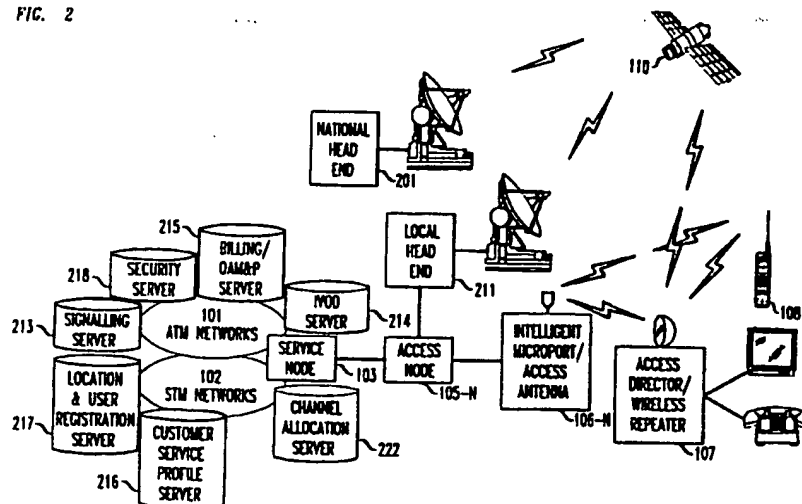 FIG. 2
110
NATIONAL
HEAD
END
201
215
BILLING/
OAM&P
SERVER
LOCAL
HEAD
END
211
218
SECURITY
SERVER
IVOD
SERVER
214
213
SIGNALLING
SERVER
101
ATM NETWORKS
108
102
STM NETWORKS
SERVICE
NODE
103
ACCESS
NODE
105-N
INTELLIGENT
MICROPORT/
ACCESS
ANTENNA
106-N
ACCESS
DIRECTOR/
WIRELESS
REPEATER
107
LOCATION
& USER
REGISTRATION
SERVER
217
CUSTOMER
SERVICE
PROFILE
SERVER
216
CHANNEL
ALLOCATION
SERVER
222